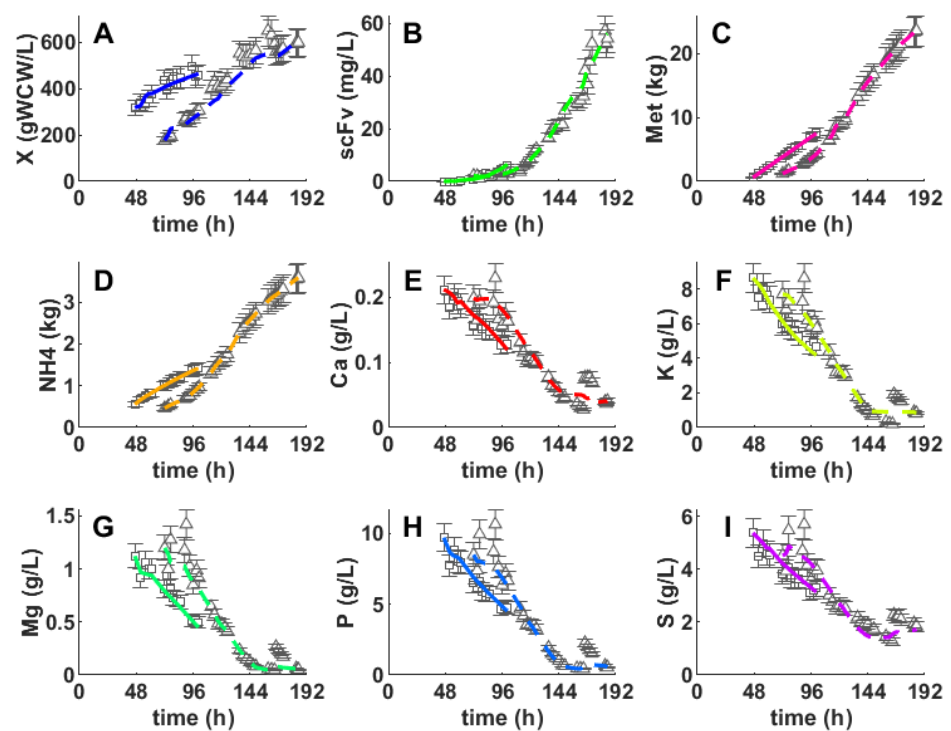 A
X (gWCW/L)
600
400
200
0
0 48 96 144 192
time (h)
B
scFv (mg/L)
60
40
20
0
0 48 96 144 192
time (h)
C
Met (kg)
20
10
0
0 48 96 144 192
time (h)
D
NH4 (kg)
3
2
1
0
0 48 96 144 192
time (h)
E
Ca (g/L)
0.2
0.1
0
0 48 96 144 192
time (h)
F
K (g/L)
8
6
4
2
0
0 48 96 144 192
time (h)
G
Mg (g/L)
1.5
1
0.5
0
0 48 96 144 192
time (h)
H
P (g/L)
10
5
0
0 48 96 144 192
time (h)
I
S (g/L)
6
4
2
0
0 48 96 144 192
time (h)